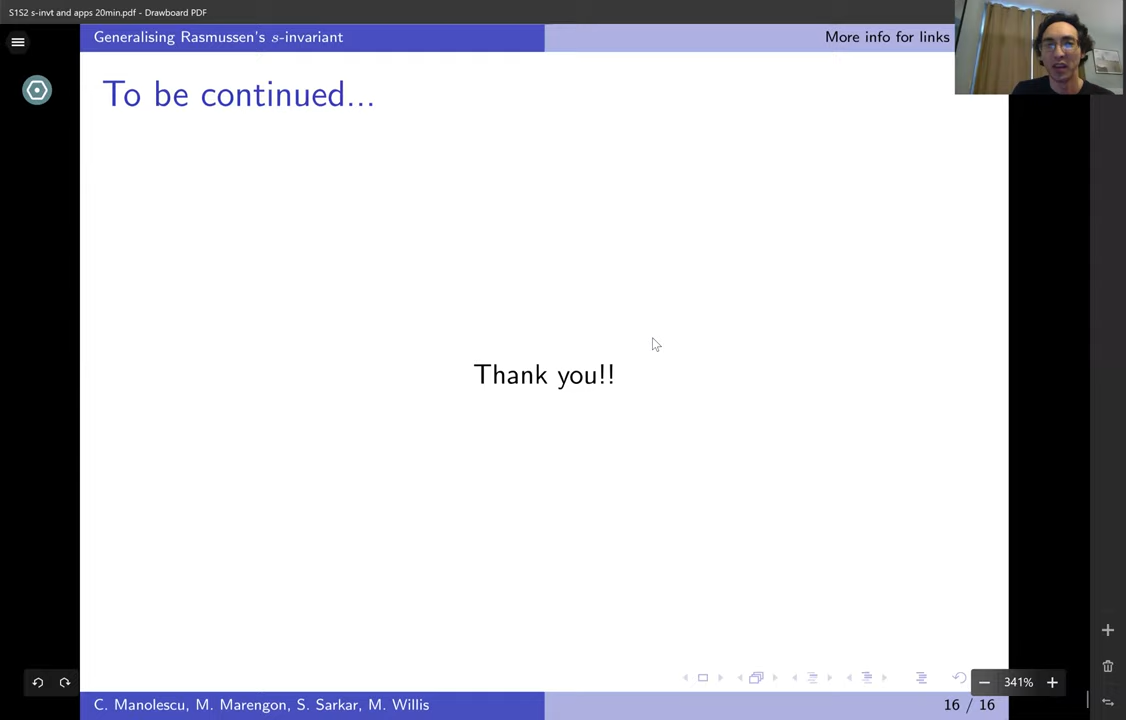 S1S2 s-invt and apps 20min.pdf - Drawboard PDF
Generalising Rasmussen's s-invariant
More info for links
To be continued...
Thank you!!
341%
C. Manolescu, M. Marengon, S. Sarkar, M. Willis
16 / 16